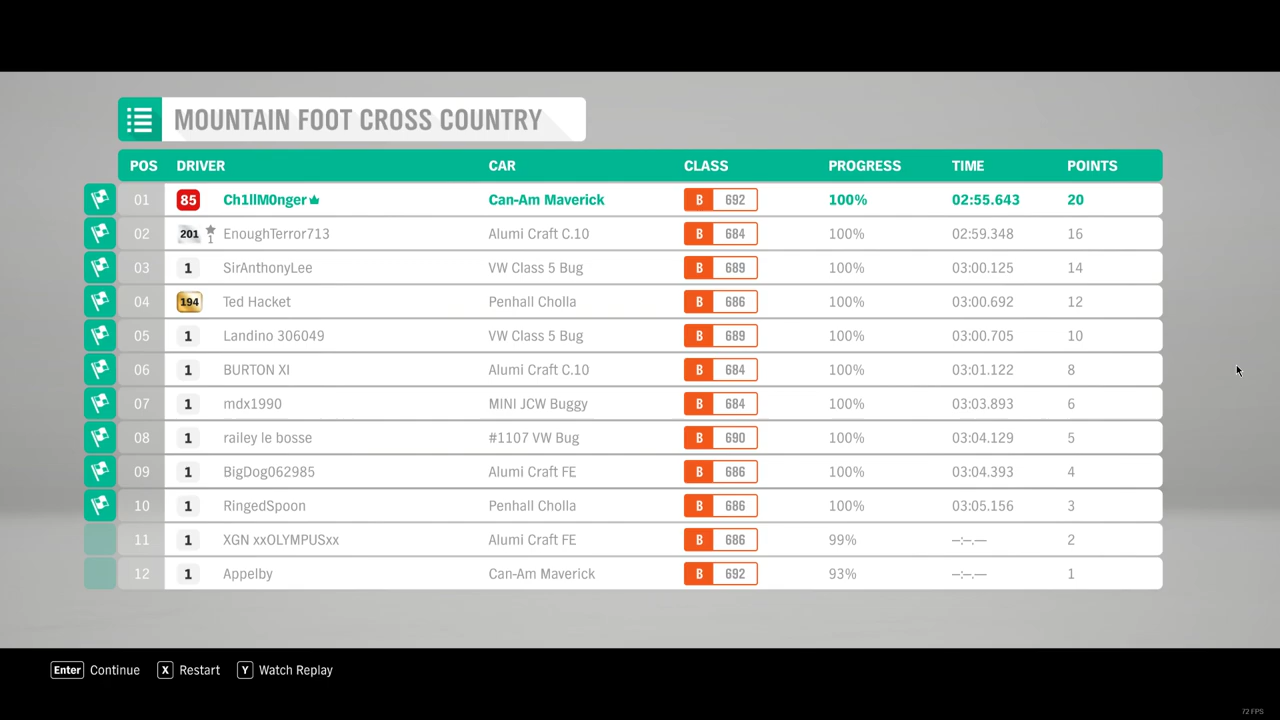 MOUNTAIN FOOT CROSS COUNTRY
POS DRIVER CAR CLASS PROGRESS TIME POINTS
01 85 Ch1llM0nger Can-Am Maverick B 692 100% 02:55.643 20
02 201 1 EnoughTerror713 Alumi Craft C.10 B 684 100% 02:59.348 16
03 1 SirAnthonyLee VW Class 5 Bug B 689 100% 03:00.125 14
04 194 Ted Hacket Penhall Cholla B 686 100% 03:00.692 12
05 1 Landino 306049 VW Class 5 Bug B 689 100% 03:00.705 10
06 1 BURTON XI Alumi Craft C.10 B 684 100% 03:01.122 8
07 1 mdx1990 MINI JCW Buggy B 684 100% 03:03.893 6
08 1 railey le bosse #1107 VW Bug B 690 100% 03:04.129 5
09 1 BigDog062985 Alumi Craft FE B 686 100% 03:04.393 4
10 1 RingedSpoon Penhall Cholla B 686 100% 03:05.156 3
11 1 XGN xxOLYMPUSxx Alumi Craft FE B 686 99% --:--.--- 2
12 1 Appelby Can-Am Maverick B 692 93% --:--.--- 1
Enter Continue X Restart Y Watch Replay
72 FPS